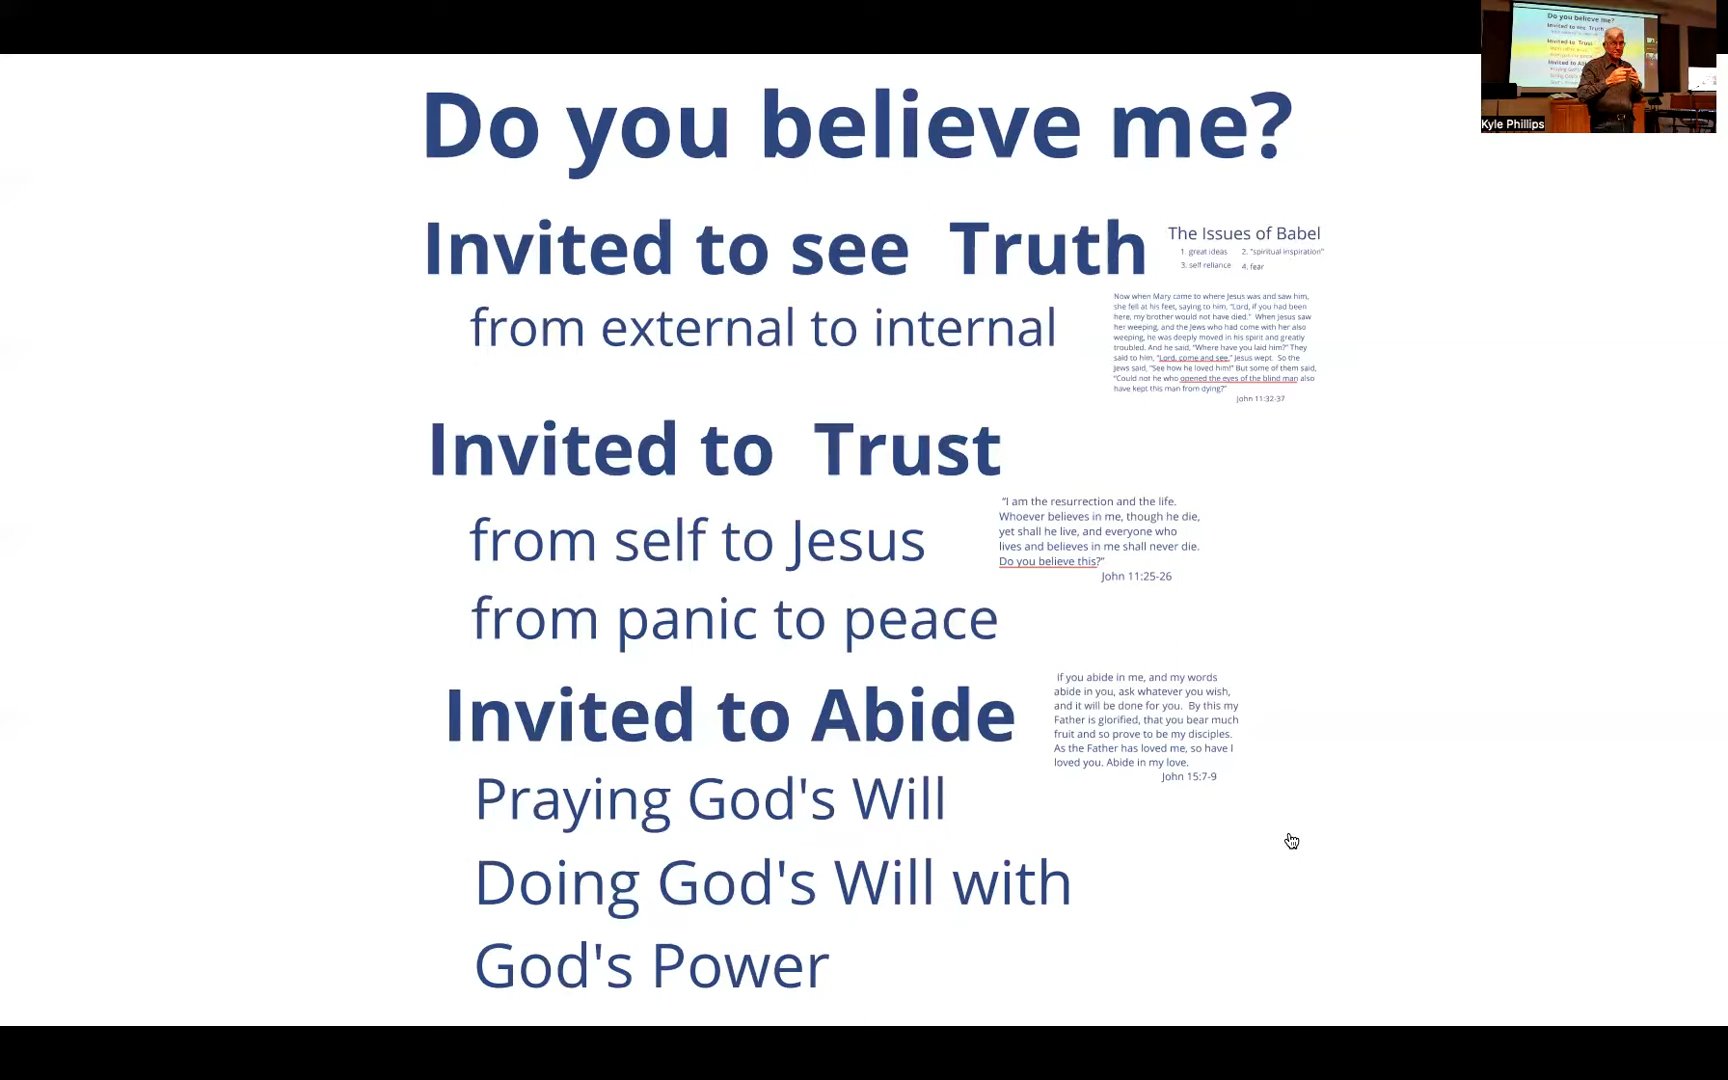 Do you believe me?
Invited to see Truth
from external to internal
The Issues of Babel
1. great ideas 2. "spiritual inspiration"
3. self reliance 4. fear
Now when Mary came to where Jesus was and saw him,
she fell at his feet, saying to him, "Lord, if you had been
here, my brother would not have died." When Jesus saw
her weeping, and the Jews who had come with her also
weeping, he was deeply moved in his spirit and greatly
troubled. And he said, "Where have you laid him?" They
said to him, "Lord, come and see." Jesus wept. So the
Jews said, "See how he loved him!" But some of them said,
"Could not he who opened the eyes of the blind man also
have kept this man from dying?"
John 11:32-37
Invited to Trust
from self to Jesus
from panic to peace
"I am the resurrection and the life.
Whoever believes in me, though he die,
yet shall he live, and everyone who
lives and believes in me shall never die.
Do you believe this?"
John 11:25-26
Invited to Abide
Praying God's Will
Doing God's Will with
God's Power
If you abide in me, and my words
abide in you, ask whatever you wish,
and it will be done for you. By this my
Father is glorified, that you bear much
fruit and so prove to be my disciples.
As the Father has loved me, so have I
loved you. Abide in my love.
John 15:7-9
Do you believe me?
Invited to see Truth
Invited to Trust
Kyle Phillips